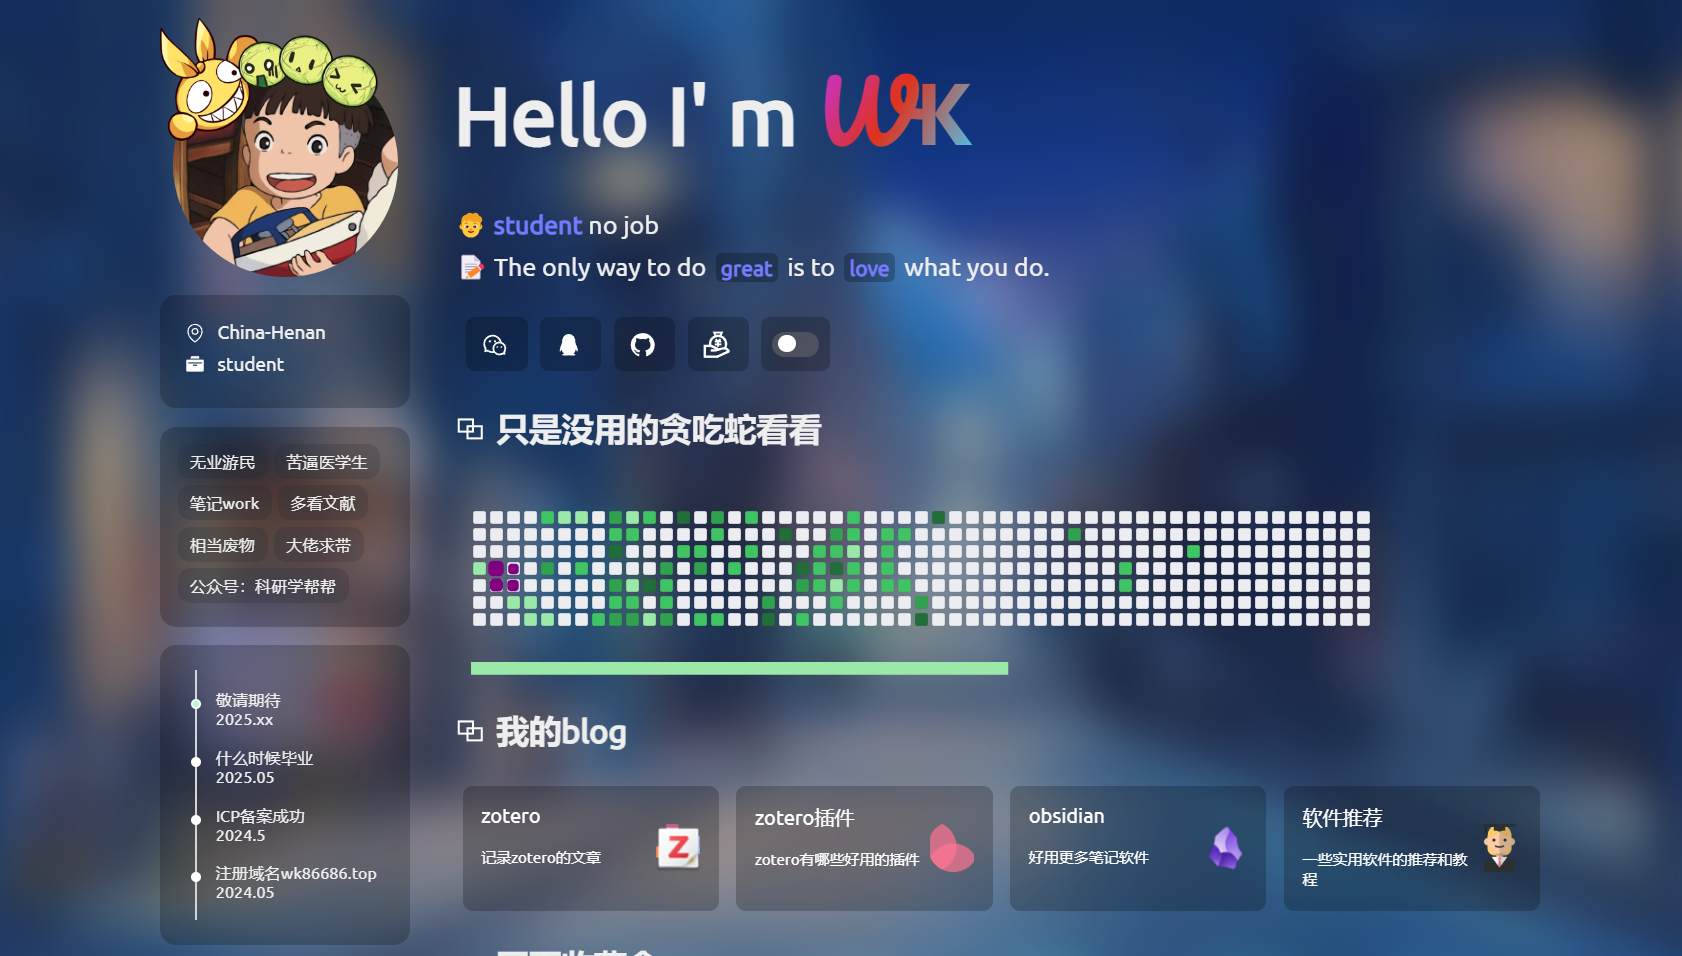 Hello I' m WK
student no job
The only way to do great is to love what you do.
China-Henan
student
无业游民 苦逼医学生
笔记work 多看文献
相当废物 大佬求带
公众号：科研学帮帮
敬请期待
2025.xx
什么时候毕业
2025.05
ICP备案成功
2024.5
注册域名wk86686.top
2024.05
只是没用的贪吃蛇看看
我的blog
zotero
记录zotero的文章
zotero插件
zotero有哪些好用的插件
obsidian
好用更多笔记软件
软件推荐
一些实用软件的推荐和教
程